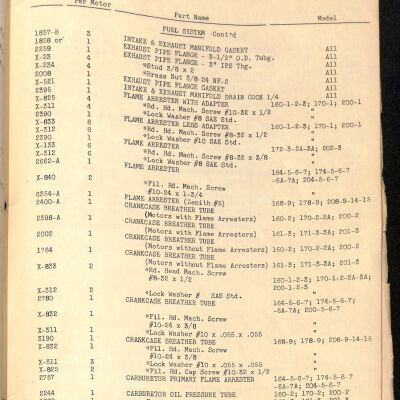 Per Motor Part Name Model
FUEL SYSTEM Cont'd
1857-8 3
1858 or 1 INTAKE & EXHAUST MANIFOLD GASKET All
2259 1 EXHAUST PIPE FLANGE - 3-1/2" O.D. Tbg. All
X-23 4 EXHAUST PIPE FLANGE - 3" IPS Tbg. All
X-234 4 *Stud 3/8 x 2 All
2008 1 *Brass Nut 3/8-24 NF-2 All
X-521 1 EXHAUST PIPE FLANGE GASKET All
2395 1 INTAKE & EXHAUST MANIFOLD DRAIN COCK 1/4 All
X-825 4 FLAME ARRESTER WITH ADAPTER 160-1-2-3; 170-1; 200-1
X-311 4 *Rd. Hd. Mach. Screw #10-32 x 1/2 "
2390 1 *Lock Washer #8 SAE Std. "
X-833 6 FLAME ARRESTER LESS ADAPTER 160-1-2-3; 170-1; 200-1
X-312 6 *Rd. Hd. Mach. Screw #8-32 x 1/2 "
2390 1 *Lock Washer #10 SAE Std. "
X-133 6 FLAME ARRESTER 172-3-2A-3A; 202-3
X-312 6 *Rd. Hd. Mach. Screw #8-32 x 3/8 "
2662-A 1 *Lock Washer #8 SAE Std. "
FLAME ARRESTER 164-5-6-7; 174-5-6-7
X-840 2 -6A-7A; 204-5-6-7
*Fil. Hd. Mach. Screw
6354-A 1 #10-24 x 1-3/4 "
2400-A 1 FLAME ARRESTER (Zenith #5) 168-9; 178-9; 208-9-14-15
CRANKCASE BREATHER TUBE
2398-A 1 (Motors with Flame Arresters) 160-2; 170-2-2A; 200-2
CRANKCASE BREATHER TUBE
2002 1 (Motors with Flame Arresters) 161-3; 171-3-3A; 201-3
CRANKCASE BREATHER TUBE
1764 1 (Motors without Flame Arresters) 160-2; 170-2-2A; 200-2
CRANKCASE BREATHER TUBE
(Motors without Flame Arresters) 161-3; 171-3-3A; 201-3
X-833 2 *Rd. Head Mach. Screw
#8-32 x 1/2 160-1-2-3; 170-1-2-2A-3A;
200-1-2-3
X-312 2 *Lock Washer # SAE Std. "
2780 1 CRANKCASE BREATHER TUBE 164-5-6-7; 174-5-6-7
-6A-7A; 200-5-6-7
X-832 1 *Fil. Hd. Mach. Screw
#10-24 x 3/8 "
X-311 1 *Lock Washer #10 x .055 x .055 "
3190 1 CRANKCASE BREATHER TUBE 168-9; 178-9; 208-9-14-15
X-832 1 *Fil. Hd. Mach. Screw
#10-24 x 3/8 "
X-311 3 *Lock Washer #10 x .055 x .055 "
X-825 2 *Fil. Hd. Cap Screw #10-32 x 1/2 "
2757 1 CARBURETOR PRIMARY FLAME ARRESTER 164-5-6-7; 174-5-6-7
-6A-7A; 204-5-6-7
2244 1 CARBURETOR OIL PRESSURE TUBE 160-2; 170-2-2A; 200-2